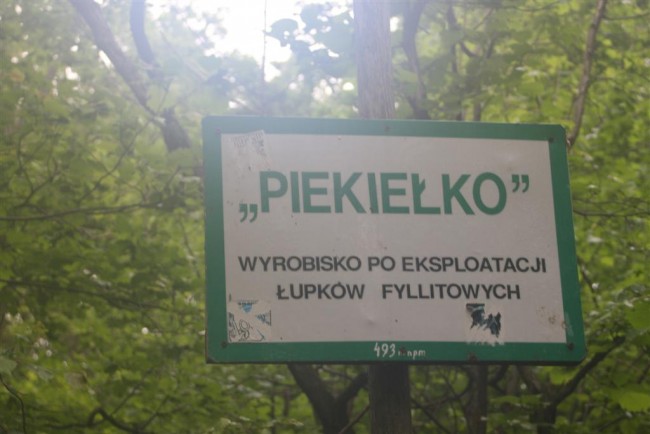 „PIEKIEŁKO”
WYROBISKO PO EKSPLOATACJI
ŁUPKÓW FYLLITOWYCH
493 m npm